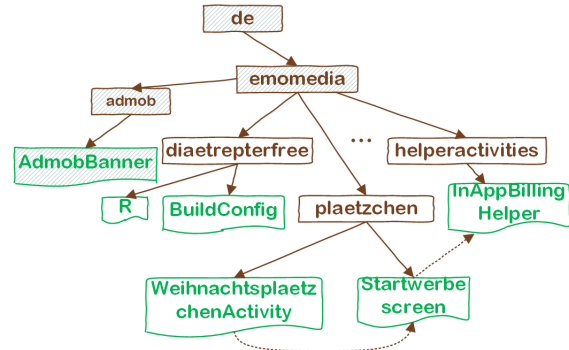 de
emomedia
admob
AdmobBanner
diaetrepterfree
...
helperactivities
R
BuildConfig
plaetzchen
InAppBilling
Helper
Weihnachtsplaetz
chenActivity
Startwerbe
screen